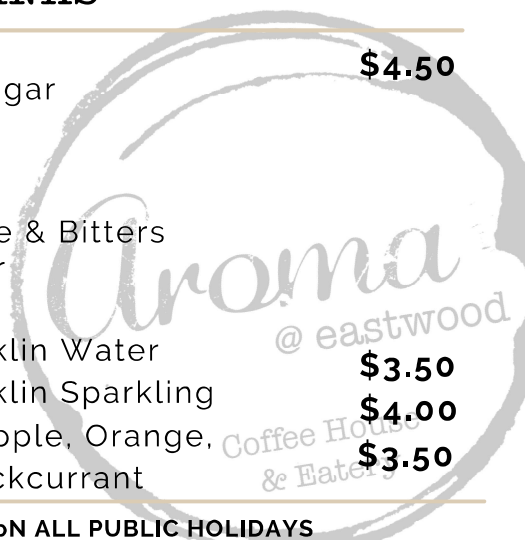 $4.50
gar
e & Bitters
r
Aroma
@ eastwood
klin Water $3.50
klin Sparkling $4.00
pple, Orange, $3.50
ckcurrant
Coffee House
& Eatery
oN ALL PUBLIC HOLIDAYS